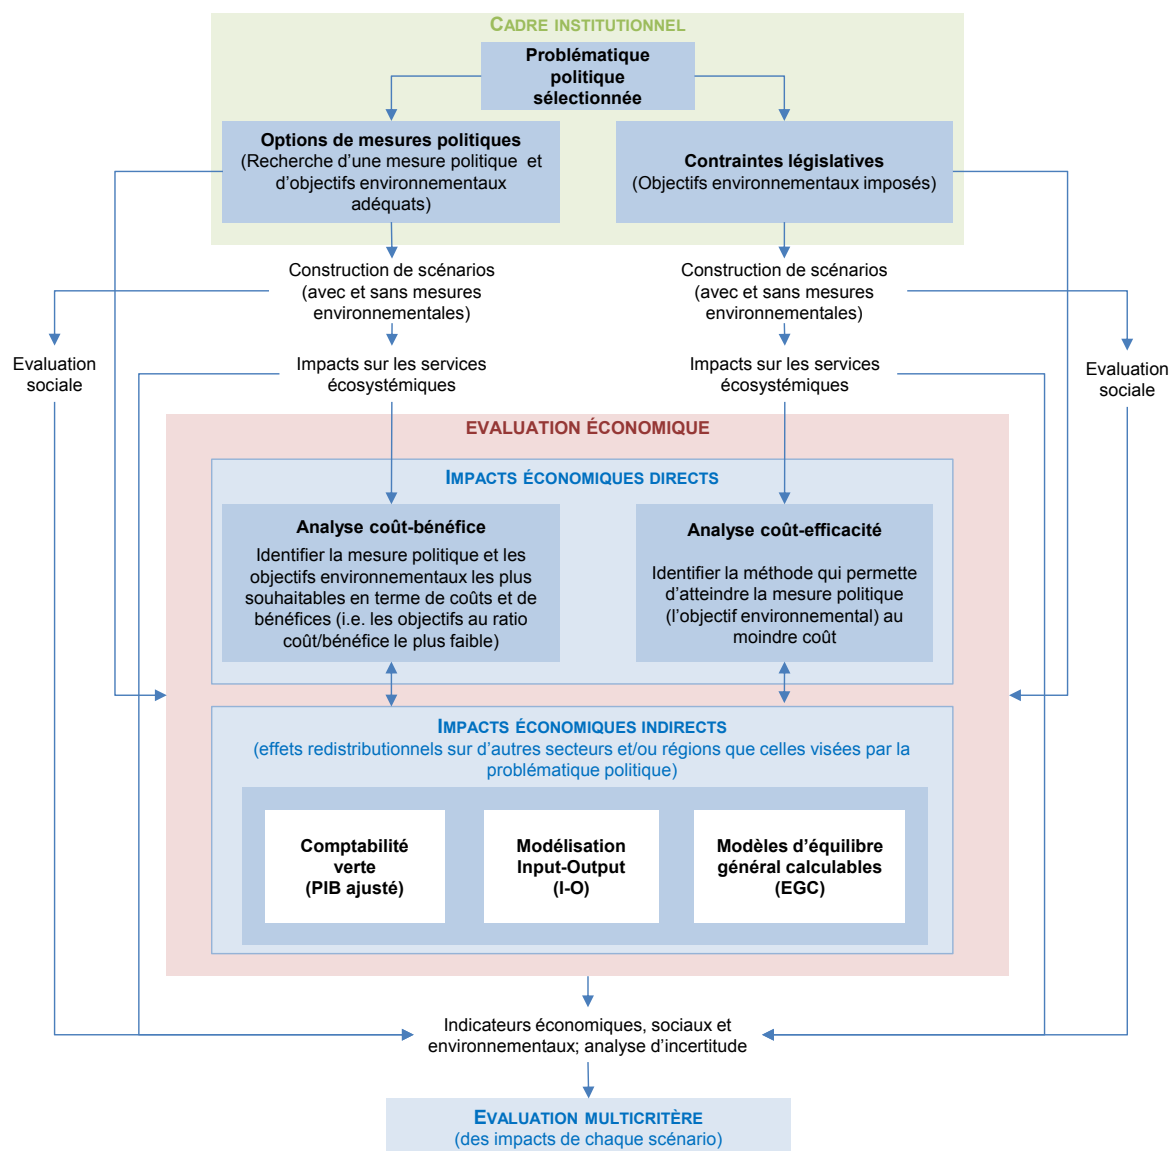 CADRE INSTITUTIONNEL
Problématique
politique
sélectionnée
Options de mesures politiques
(Recherche d’une mesure politique et
d’objectifs environnementaux
adéquats)
Contraintes législatives
(Objectifs environnementaux imposés)
Construction de scénarios
(avec et sans mesures
environnementales)
Construction de scénarios
(avec et sans mesures
environnementales)
Evaluation
sociale
Impacts sur les services
écosystémiques
Impacts sur les services
écosystémiques
Evaluation
sociale
EVALUATION ÉCONOMIQUE
IMPACTS ÉCONOMIQUES DIRECTS
Analyse coût-bénéfice
Identifier la mesure politique et les
objectifs environnementaux les plus
souhaitables en terme de coûts et de
bénéfices (i.e. les objectifs au ratio
coût/bénéfice le plus faible)
Analyse coût-efficacité
Identifier la méthode qui permette
d’atteindre la mesure politique
(l’objectif environnemental) au
moindre coût
IMPACTS ÉCONOMIQUES INDIRECTS
(effets redistributionnels sur d’autres secteurs et/ou régions que celles visées par la
problématique politique)
Comptabilité
verte
(PIB ajusté)
Modélisation
Input-Output
(I-O)
Modèles d’équilibre
général calculables
(EGC)
Indicateurs économiques, sociaux et
environnementaux; analyse d’incertitude
EVALUATION MULTICRITÈRE
(des impacts de chaque scénario)